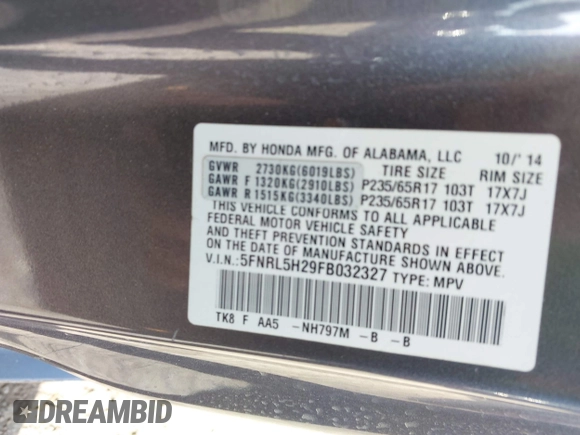 MFD. BY HONDA MFG. OF ALABAMA, LLC 10/'14
GVWR 2730KG(6019LBS) TIRE SIZE RIM SIZE
GAWR F 1320KG(2910LBS) P235/65R17 103T 17X7J
GAWR R 1515KG(3340LBS) P235/65R17 103T 17X7J
THIS VEHICLE CONFORMS TO ALL APPLICABLE
FEDERAL MOTOR VEHICLE SAFETY
AND THEFT PREVENTION STANDARDS IN EFFECT
ON THE DATE OF MANUFACTURE SHOWN ABOVE.
V.I.N.: 5FNRL5H29FB032327 TYPE: MPV
TK8 F AA5 -NH797M -B -B
DREAMBID